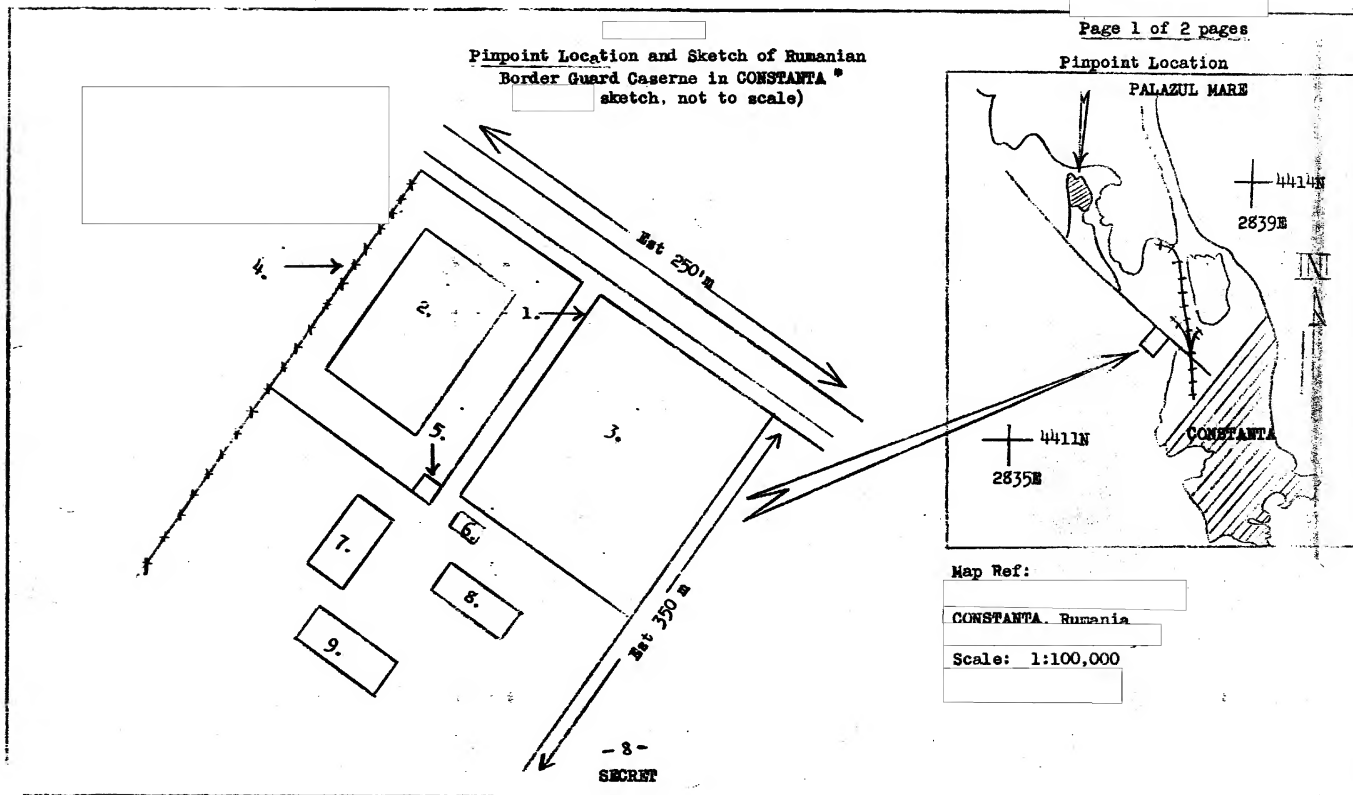 Page 1 of 2 pages
Pinpoint Location and Sketch of Rumanian
Border Guard Caserne in CONSTANTA *
sketch, not to scale)
Pinpoint Location
PALAZUL MARE
4414N
2839E
N
CONSTANTA
4411N
2835E
Est 250'm
4.
2.
1.
3.
5.
6.
7.
8.
9.
Est 350 m
Map Ref:
CONSTANTA, Rumania
Scale: 1:100,000
- 8 -
SECRET